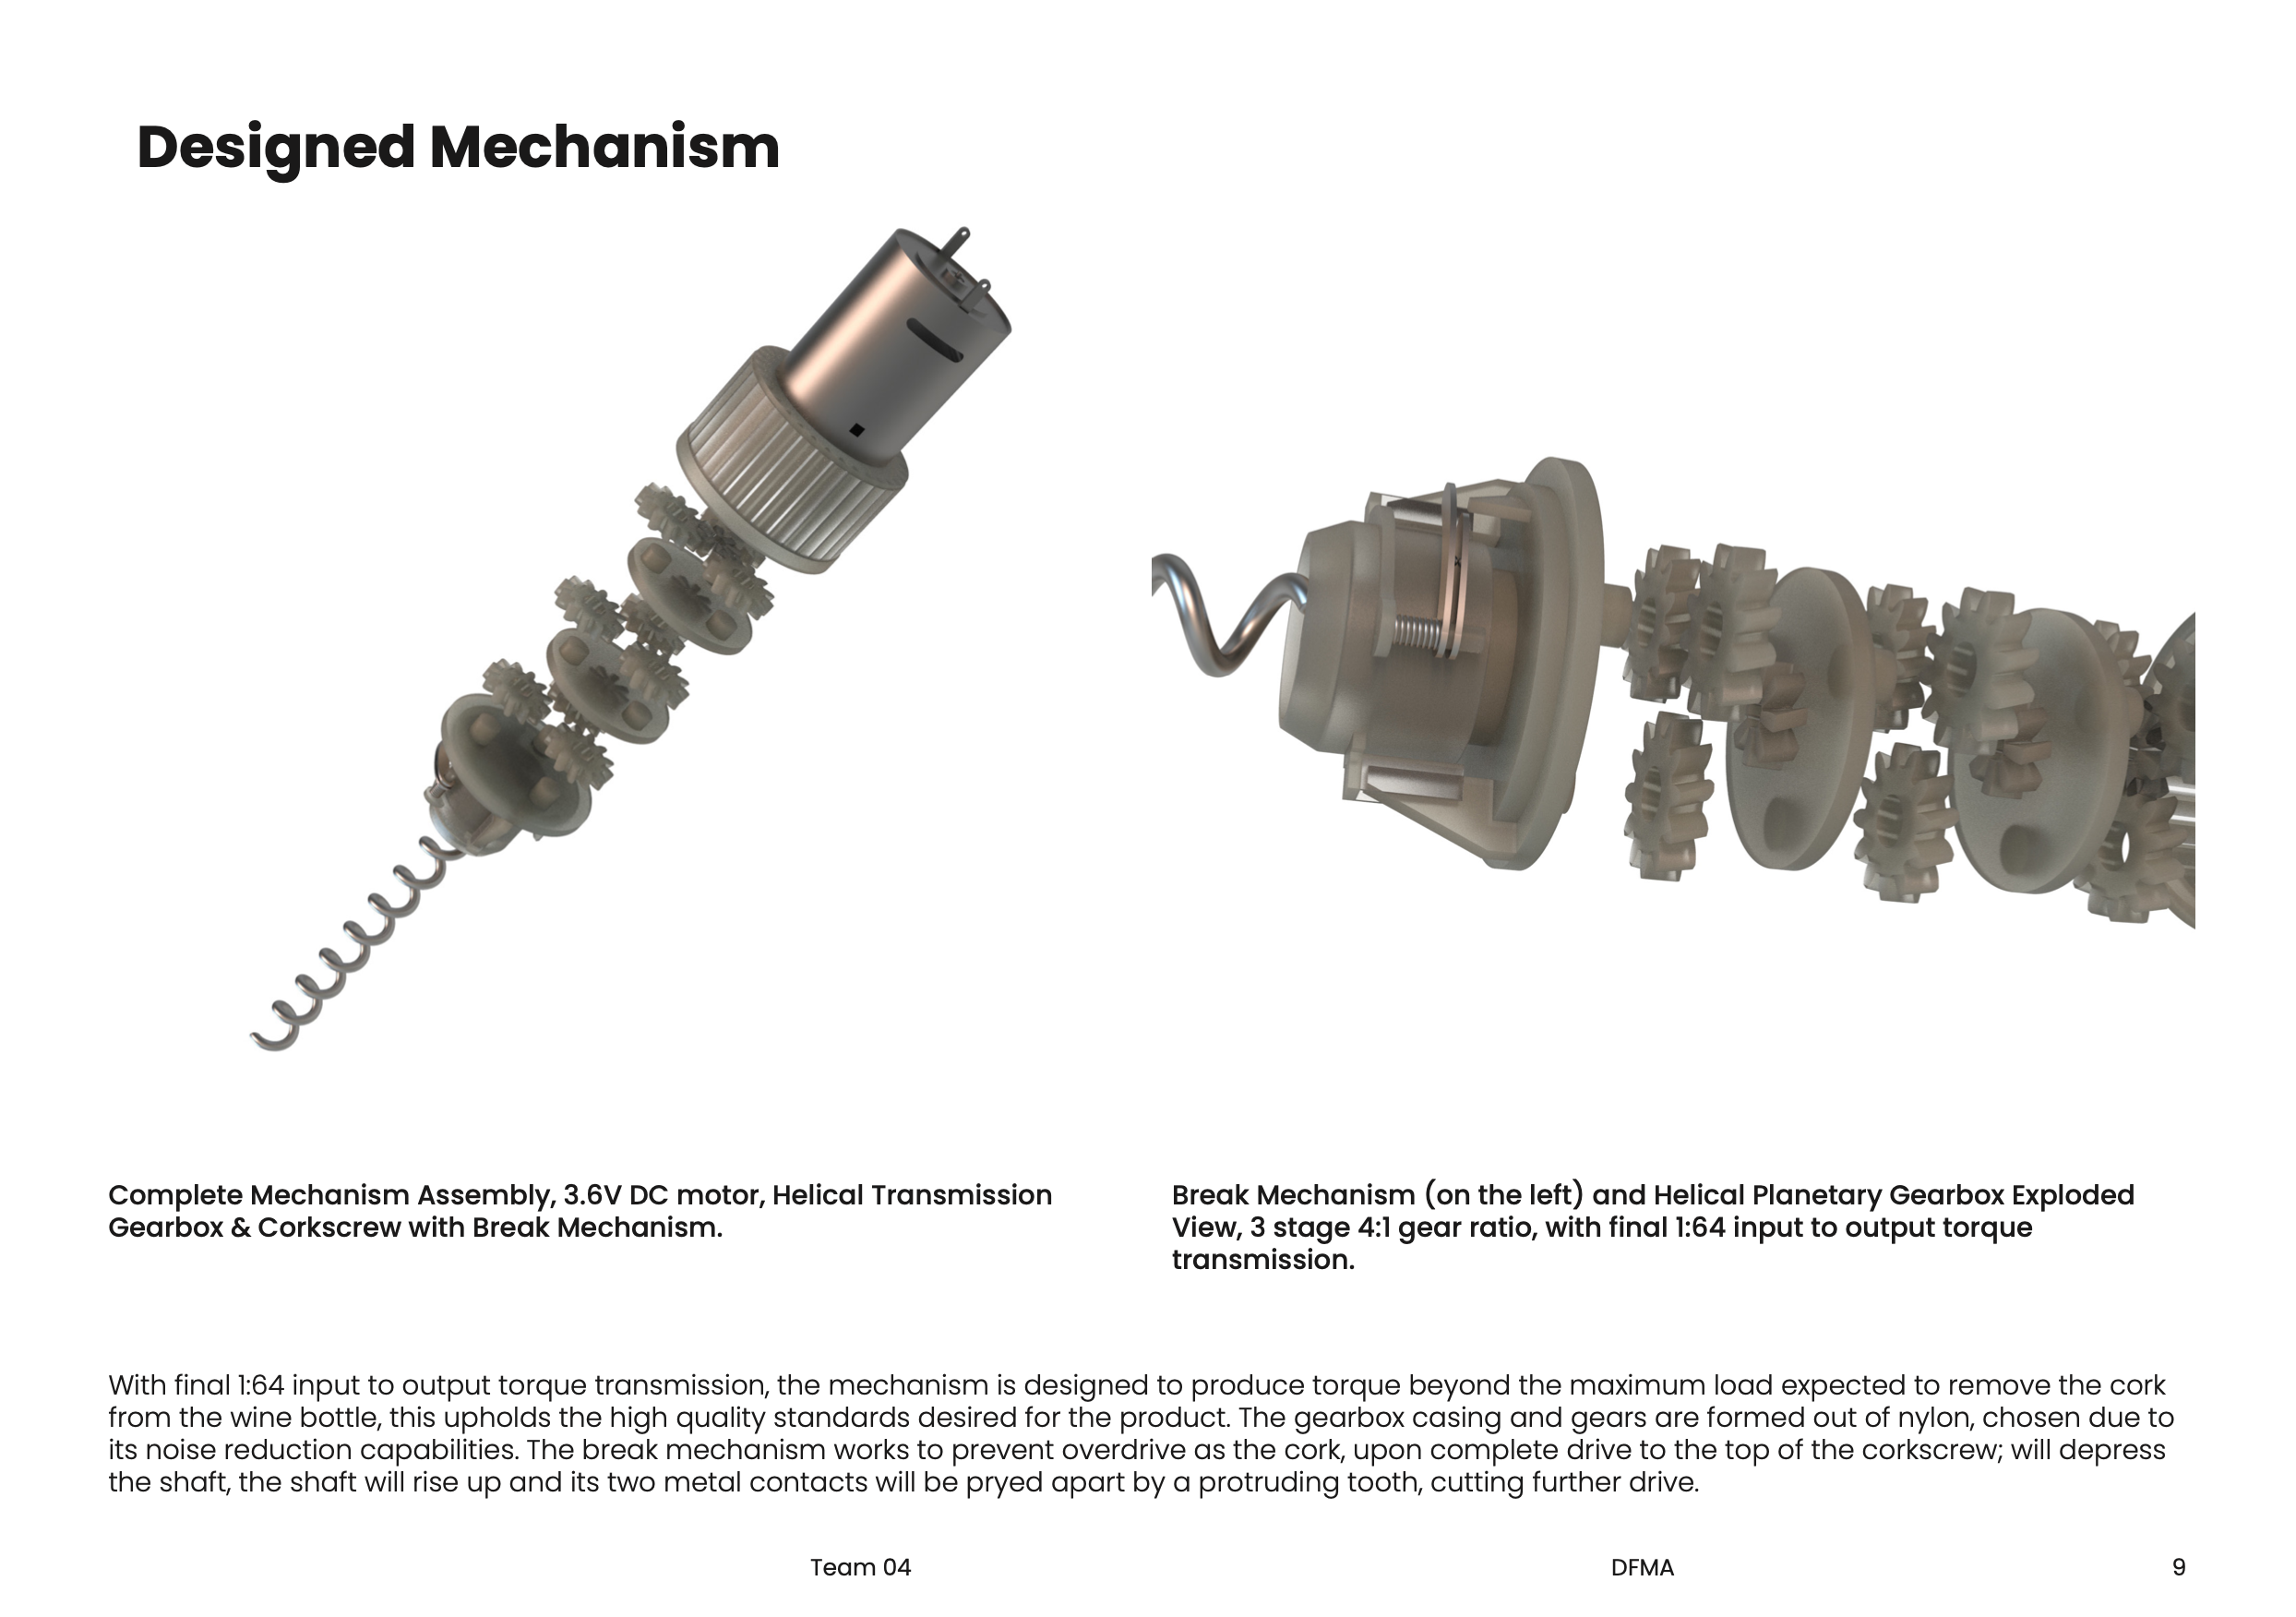 Designed Mechanism
Complete Mechanism Assembly, 3.6V DC motor, Helical Transmission
Gearbox & Corkscrew with Break Mechanism.
Break Mechanism (on the left) and Helical Planetary Gearbox Exploded
View, 3 stage 4:1 gear ratio, with final 1:64 input to output torque
transmission.
With final 1:64 input to output torque transmission, the mechanism is designed to produce torque beyond the maximum load expected to remove the cork
from the wine bottle, this upholds the high quality standards desired for the product. The gearbox casing and gears are formed out of nylon, chosen due to
its noise reduction capabilities. The break mechanism works to prevent overdrive as the cork, upon complete drive to the top of the corkscrew; will depress
the shaft, the shaft will rise up and its two metal contacts will be pryed apart by a protruding tooth, cutting further drive.
Team 04
DFMA
9